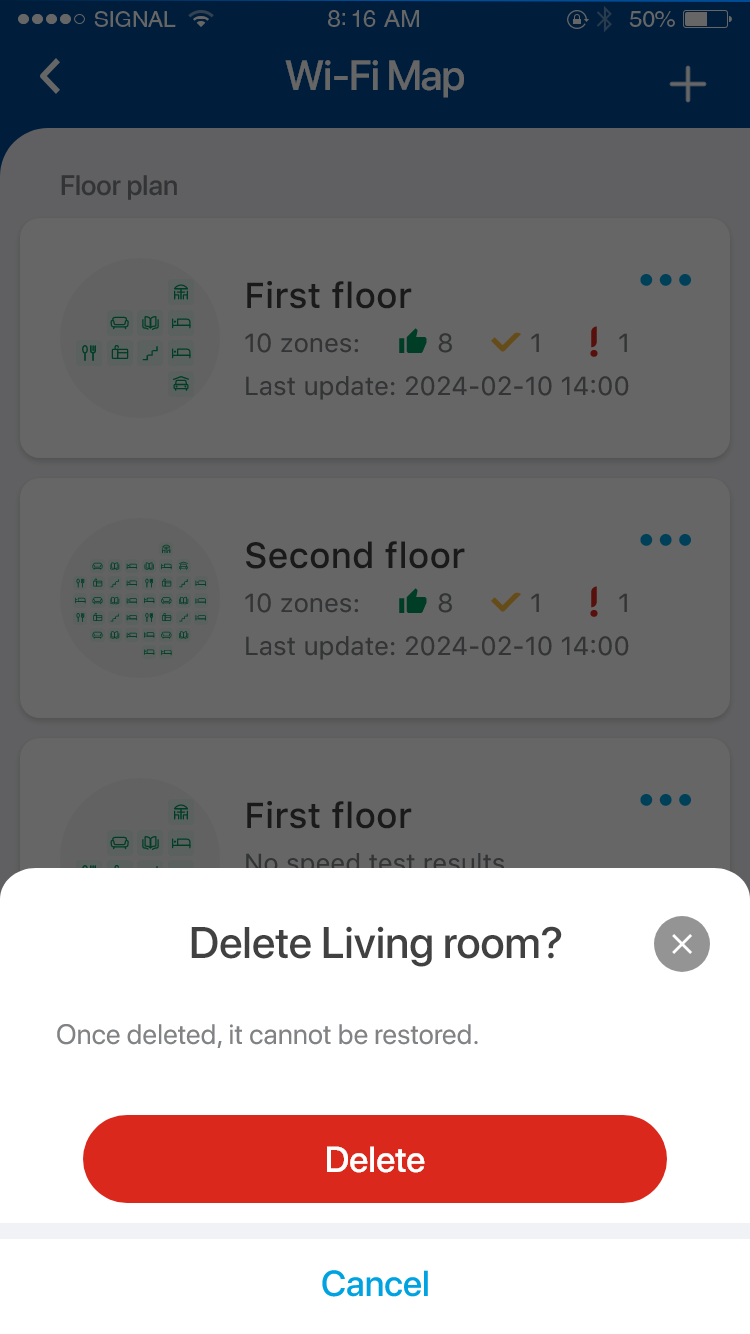 SIGNAL 8:16 AM 50%
Wi-Fi Map
Floor plan
First floor
10 zones: 8 1 1
Last update: 2024-02-10 14:00
Second floor
10 zones: 8 1 1
Last update: 2024-02-10 14:00
First floor
No speed test results
Delete Living room?
Once deleted, it cannot be restored.
Delete
Cancel